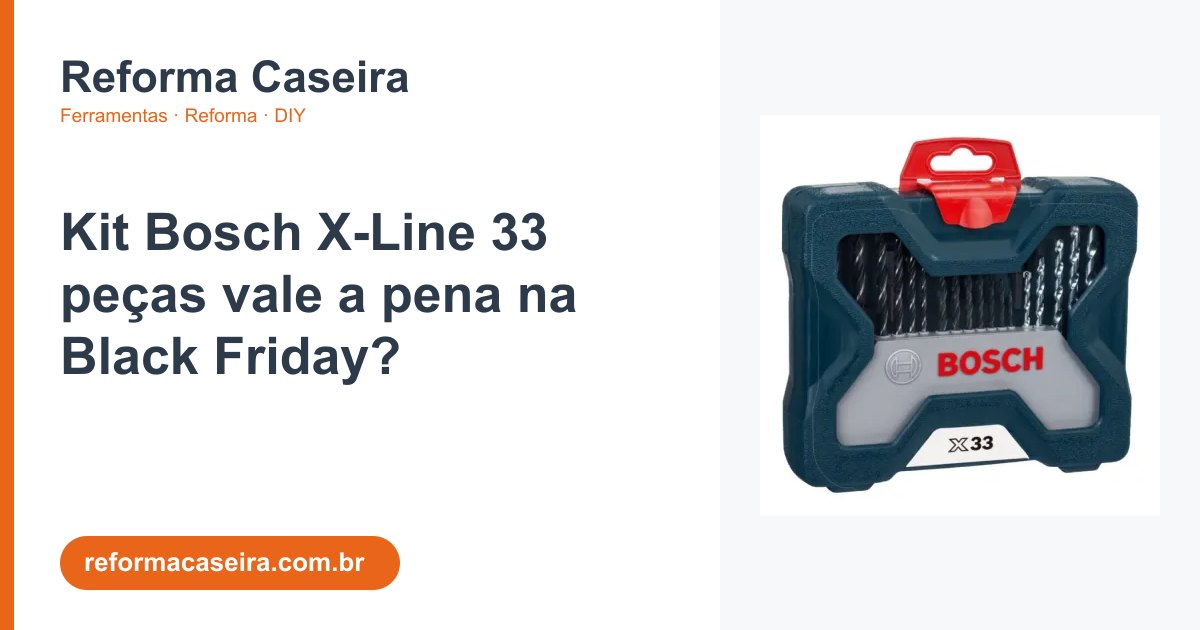 Reforma Caseira
Ferramentas · Reforma · DIY
Kit Bosch X-Line 33
peças vale a pena na
Black Friday?
reformacaseira.com.br
BOSCH
X33